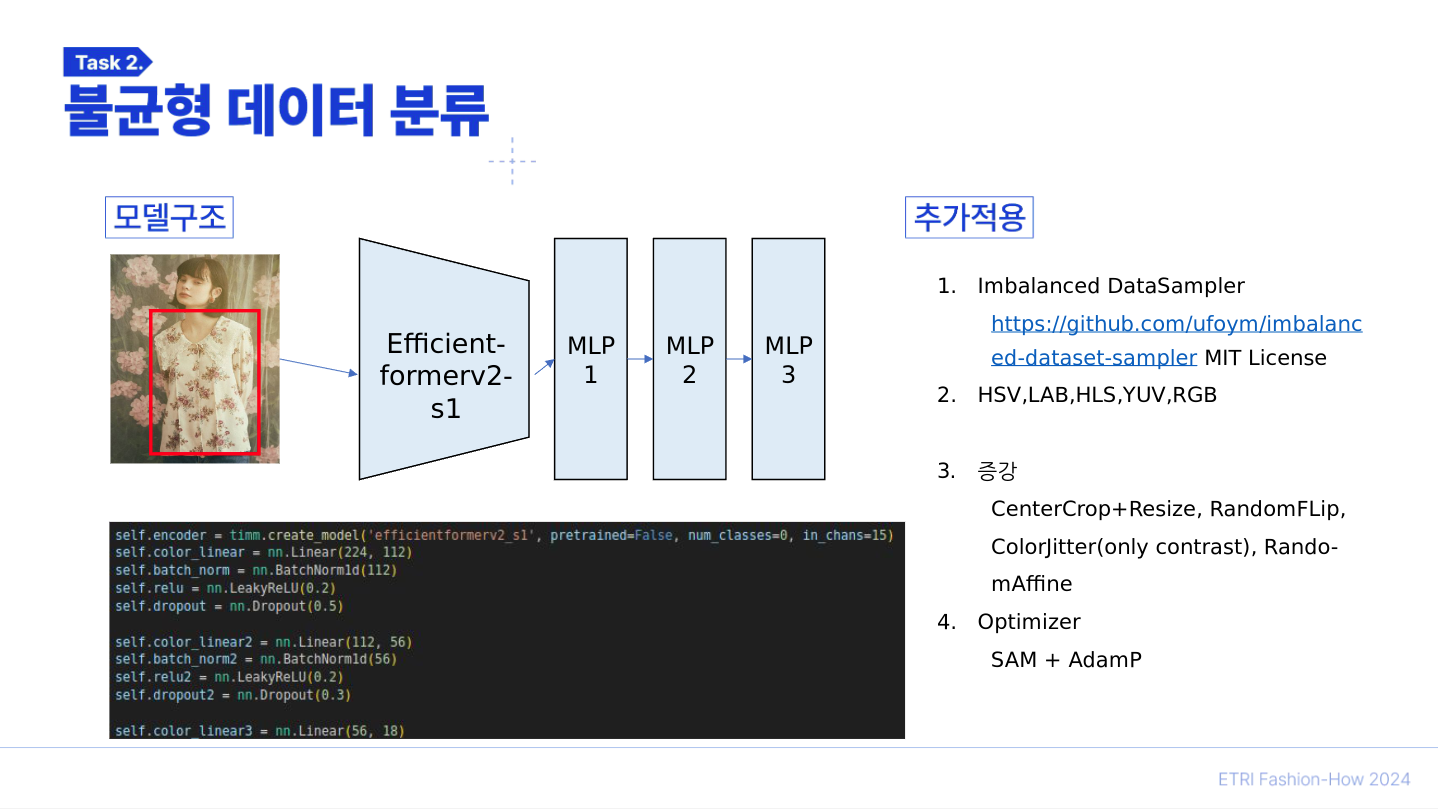 Task 2.
불균형 데이터 분류
모델구조
Efficient-
formerv2-
s1
MLP
1
MLP
2
MLP
3
self.encoder = timm.create_model('efficientformerv2_s1', pretrained=False, num_classes=0, in_chans=15)
self.color_linear = nn.Linear(224, 112)
self.batch_norm = nn.BatchNorm1d(112)
self.relu = nn.LeakyReLU(0.2)
self.dropout = nn.Dropout(0.5)
self.color_linear2 = nn.Linear(112, 56)
self.batch_norm2 = nn.BatchNorm1d(56)
self.relu2 = nn.LeakyReLU(0.2)
self.dropout2 = nn.Dropout(0.3)
self.color_linear3 = nn.Linear(56, 18)
추가적용
1. Imbalanced DataSampler
https://github.com/ufoym/imbalanc
ed-dataset-sampler MIT License
2. HSV,LAB,HLS,YUV,RGB
3. 증강
CenterCrop+Resize, RandomFLip,
ColorJitter(only contrast), Rando-
mAffine
4. Optimizer
SAM + AdamP
ETRI Fashion-How 2024